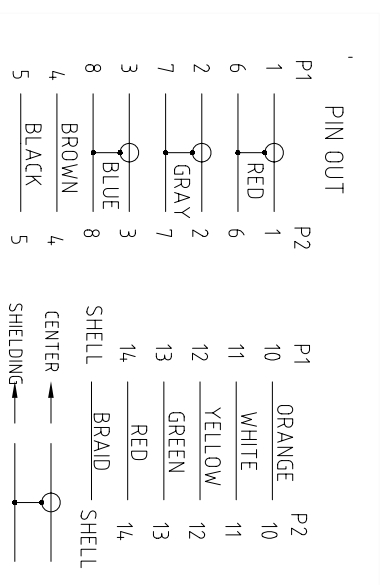 PIN OUT
P1 P2
1 1
RED
6 6
2 2
GRAY
7 7
3 3
BLUE
8 8
BROWN
4 4
BLACK
5 5
P1 P2
ORANGE
10 10
WHITE
11 11
YELLOW
12 12
GREEN
13 13
RED
14 14
BRAID
SHELL SHELL
CENTER
SHIELDING